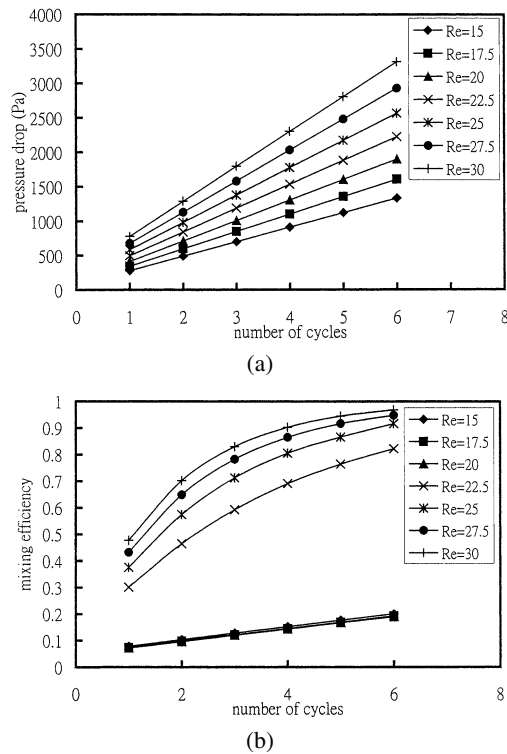 4000
3500
3000
2500
2000
1500
1000
500
0
pressure drop (Pa)
0 1 2 3 4 5 6 7 8
number of cycles
Re=15
Re=17.5
Re=20
Re=22.5
Re=25
Re=27.5
Re=30
(a)
1
0.9
0.8
0.7
0.6
0.5
0.4
0.3
0.2
0.1
0
mixing efficiency
0 2 4 6 8
number of cycles
Re=15
Re=17.5
Re=20
Re=22.5
Re=25
Re=27.5
Re=30
(b)